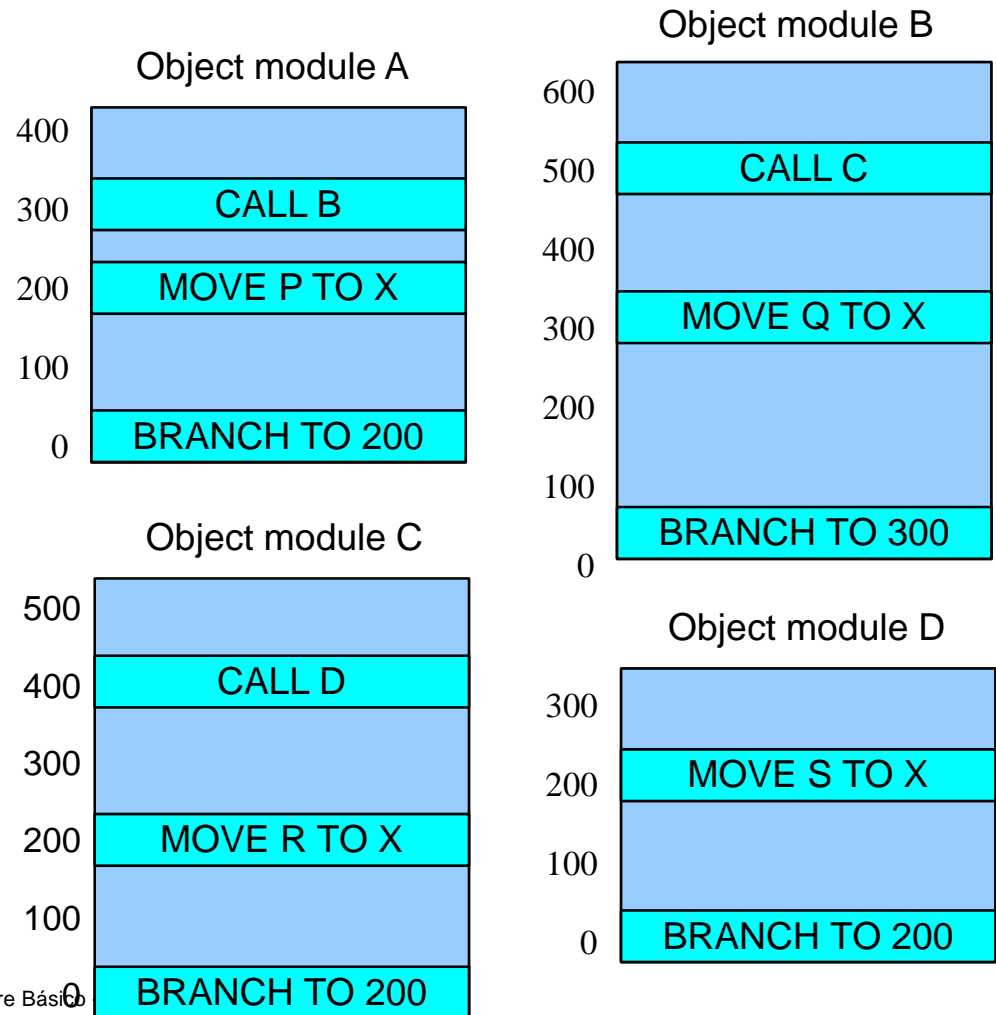 Object module A
400
300
CALL B
200
MOVE P TO X
100
0
BRANCH TO 200
Object module B
600
500
CALL C
400
300
MOVE Q TO X
200
100
BRANCH TO 300
0
Object module C
500
400
CALL D
300
200
MOVE R TO X
100
0
BRANCH TO 200
re Básico
Object module D
300
200
MOVE S TO X
100
0
BRANCH TO 200